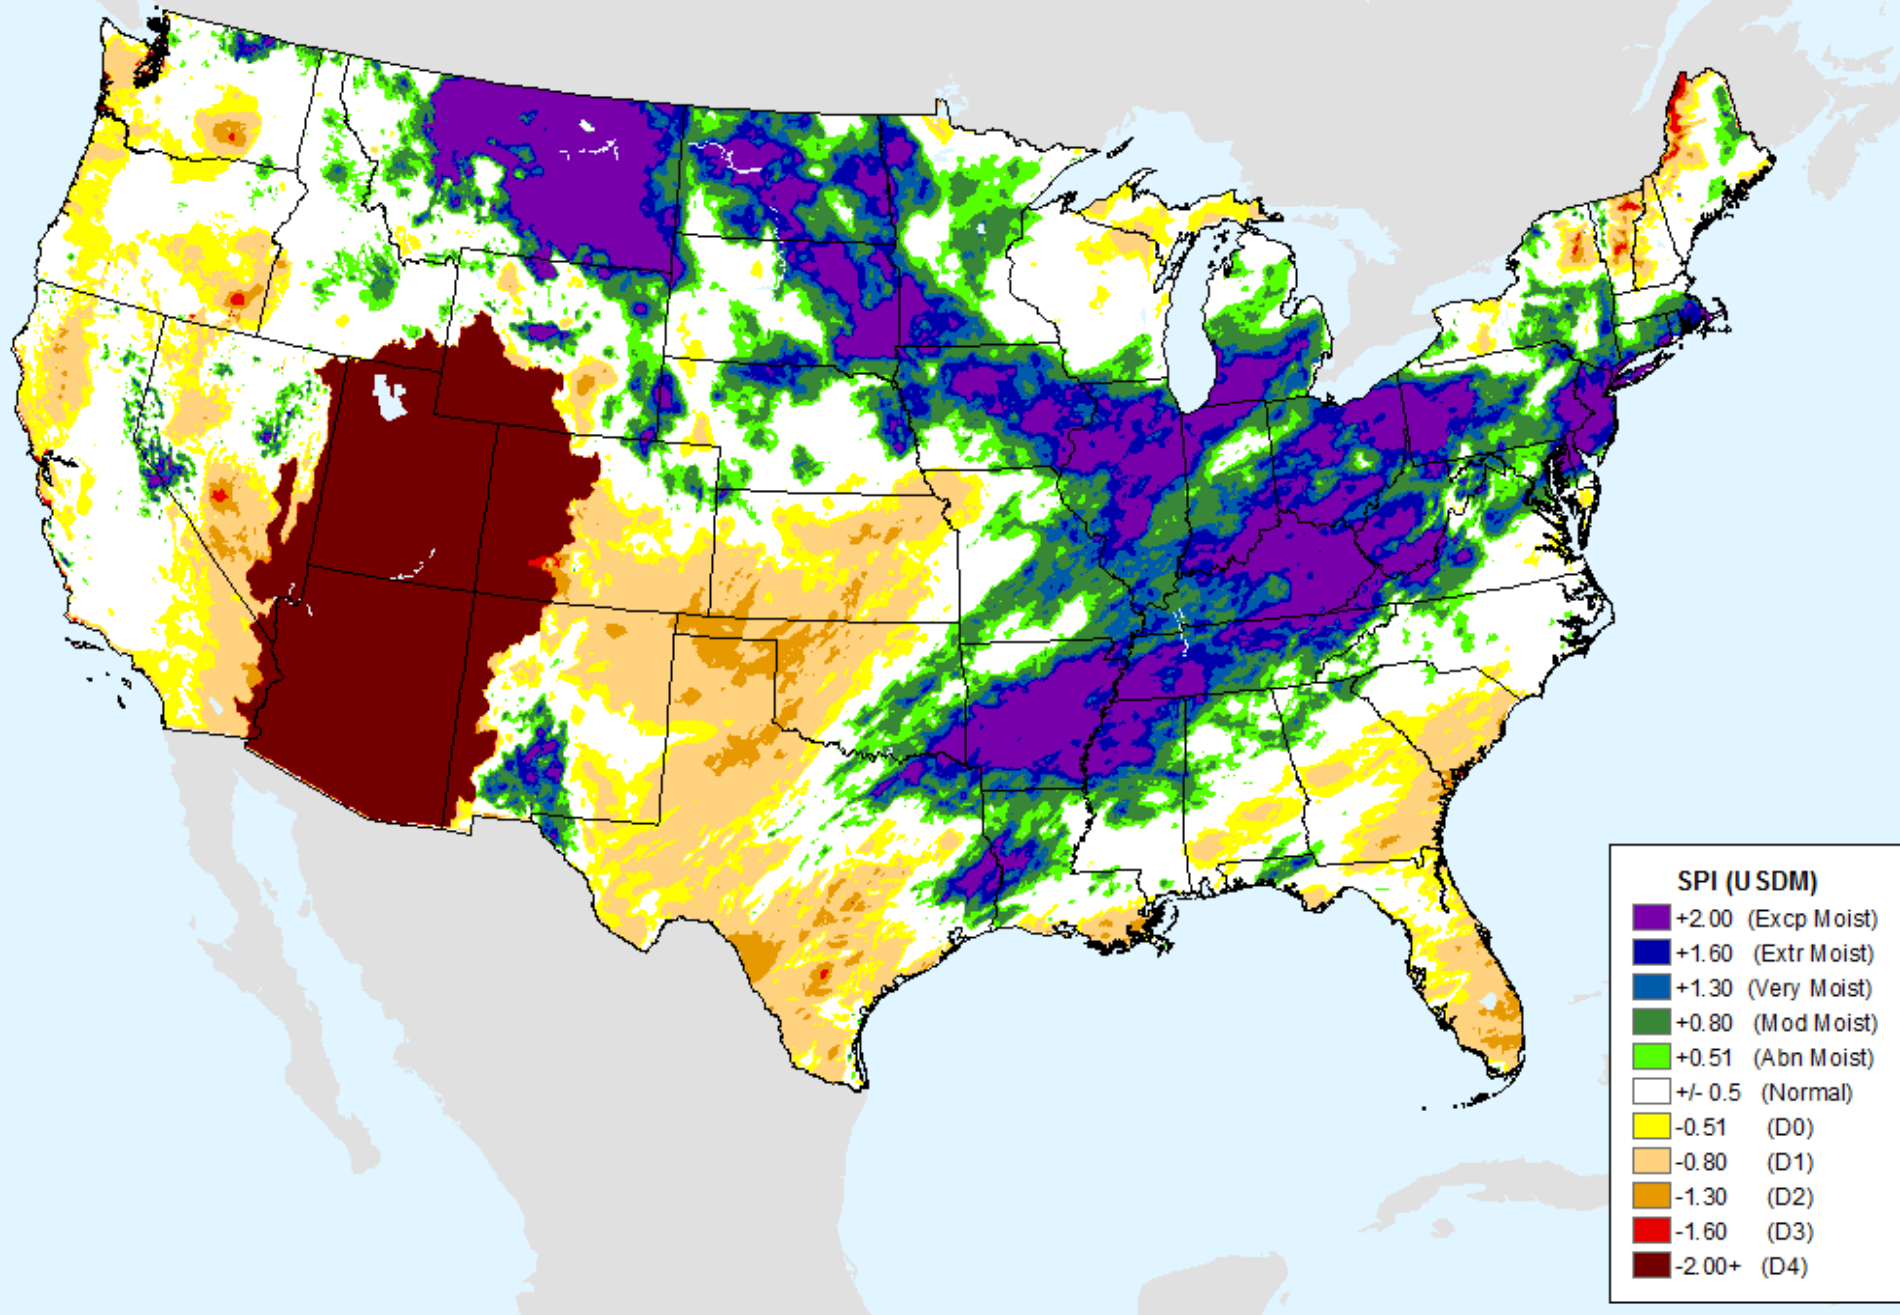 SPI (USDM)
+2.00 (Excp Moist)
+1.60 (Extr Moist)
+1.30 (Very Moist)
+0.80 (Mod Moist)
+0.51 (Abn Moist)
+/- 0.5 (Normal)
-0.51 (D0)
-0.80 (D1)
-1.30 (D2)
-1.60 (D3)
-2.00+ (D4)